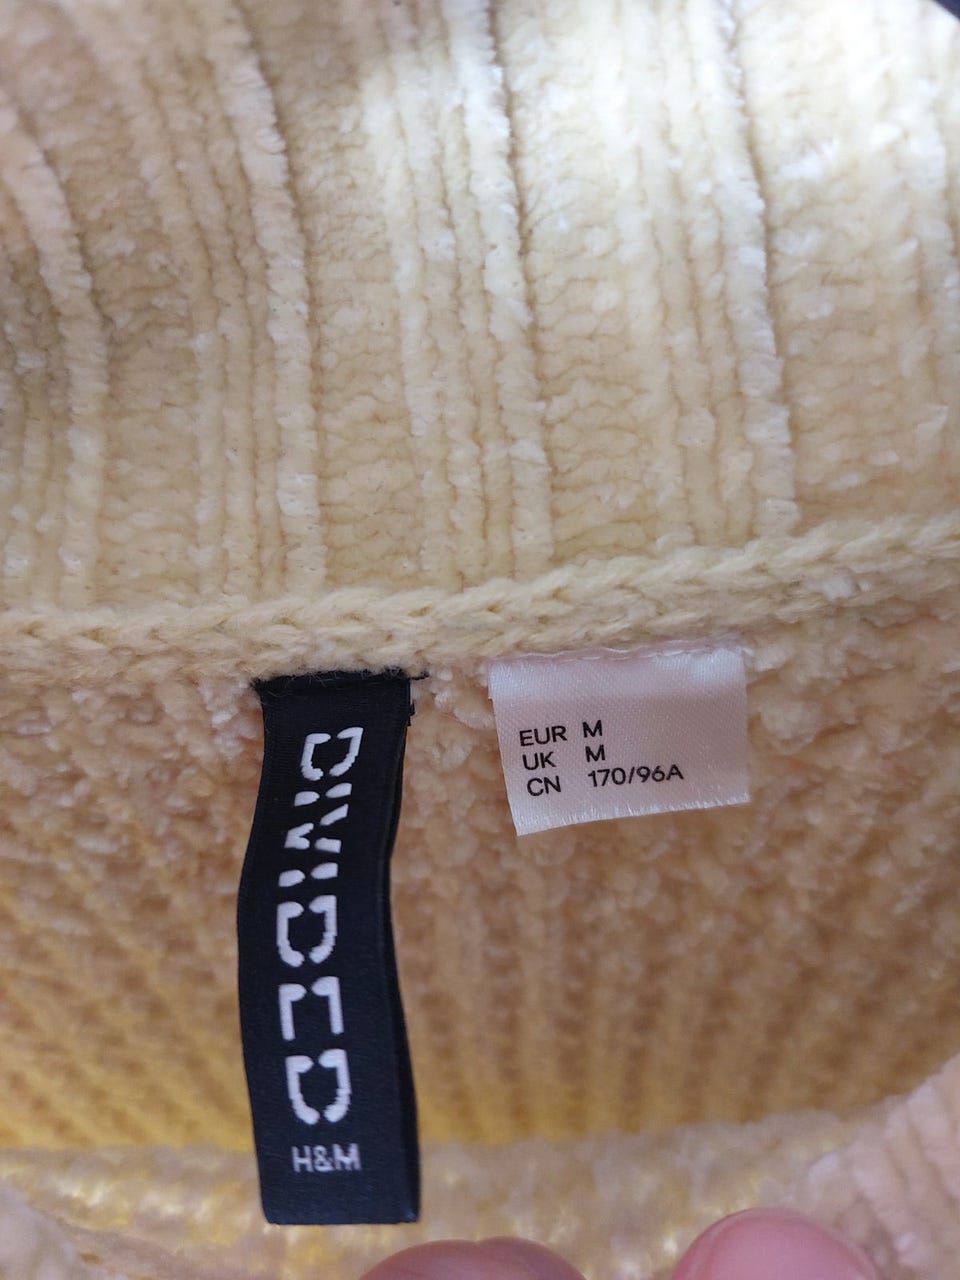 DIVIDED
H&M
EUR M
UK M
CN 170/96A